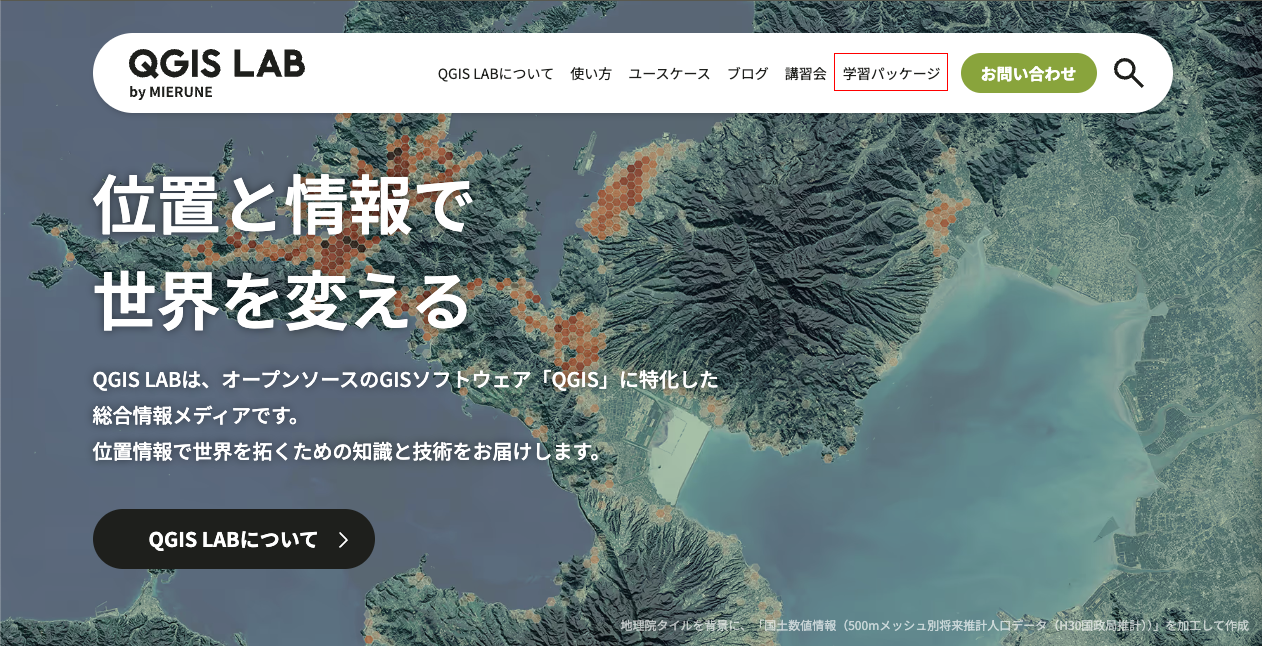 QGIS LAB
by MIERUNE
QGIS LABについて 使い方 ユースケース ブログ 講習会 学習パッケージ お問い合わせ
位置と情報で
世界を変える
QGIS LABは、オープンソースのGISソフトウェア「QGIS」に特化した
総合情報メディアです。
位置情報で世界を拓くための知識と技術をお届けします。
QGIS LABについて
地理院タイルを背景に、「国土数値情報（500mメッシュ別将来推計人口データ（H30国政局推計））」を加工して作成